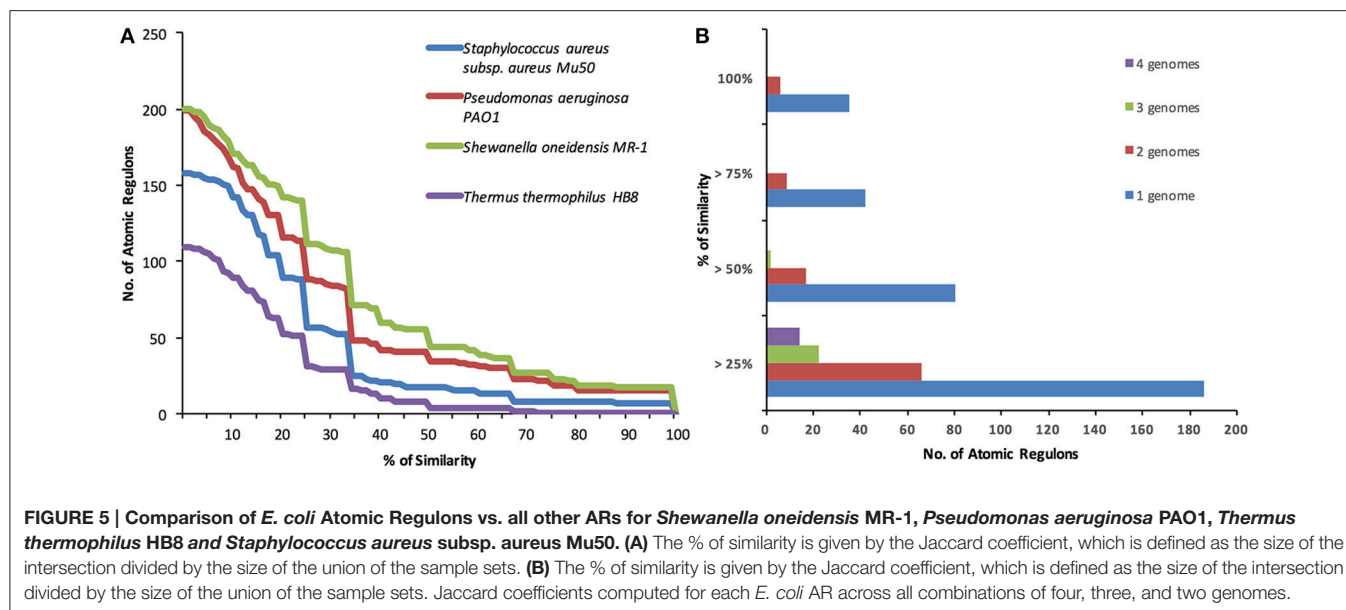 A
250
200
150
100
50
0
No. of Atomic Regulons
10 20 30 40 50 60 70 80 90 100
% of Similarity
Staphylococcus aureus
subsp. aureus Mu50
Pseudomonas aeruginosa
PAO1
Shewanella oneidensis MR-1
Thermus thermophilus HB8
B
100%
> 75%
> 50%
> 25%
% of Similarity
0 20 40 60 80 100 120 140 160 180 200
No. of Atomic Regulons
4 genomes
3 genomes
2 genomes
1 genome
FIGURE 5 | Comparison of E. coli Atomic Regulons vs. all other ARs for Shewanella oneidensis MR-1, Pseudomonas aeruginosa PAO1, Thermus
thermophilus HB8 and Staphylococcus aureus subsp. aureus Mu50. (A) The % of similarity is given by the Jaccard coefficient, which is defined as the size of the
intersection divided by the size of the union of the sample sets. (B) The % of similarity is given by the Jaccard coefficient, which is defined as the size of the intersection
divided by the size of the union of the sample sets. Jaccard coefficients computed for each E. coli AR across all combinations of four, three, and two genomes.